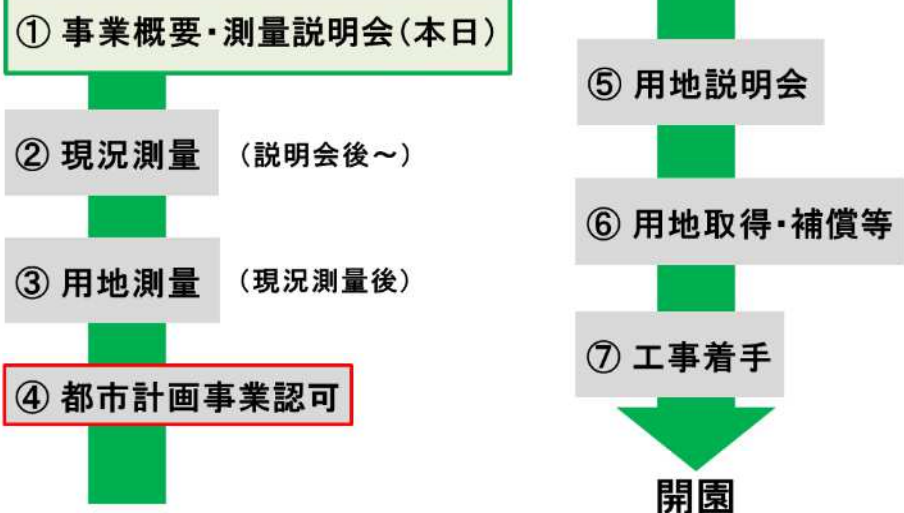 ① 事業概要・測量説明会(本日)
② 現況測量 (説明会後~)
③ 用地測量 (現況測量後)
④ 都市計画事業認可
⑤ 用地説明会
⑥ 用地取得・補償等
⑦ 工事着手
開園